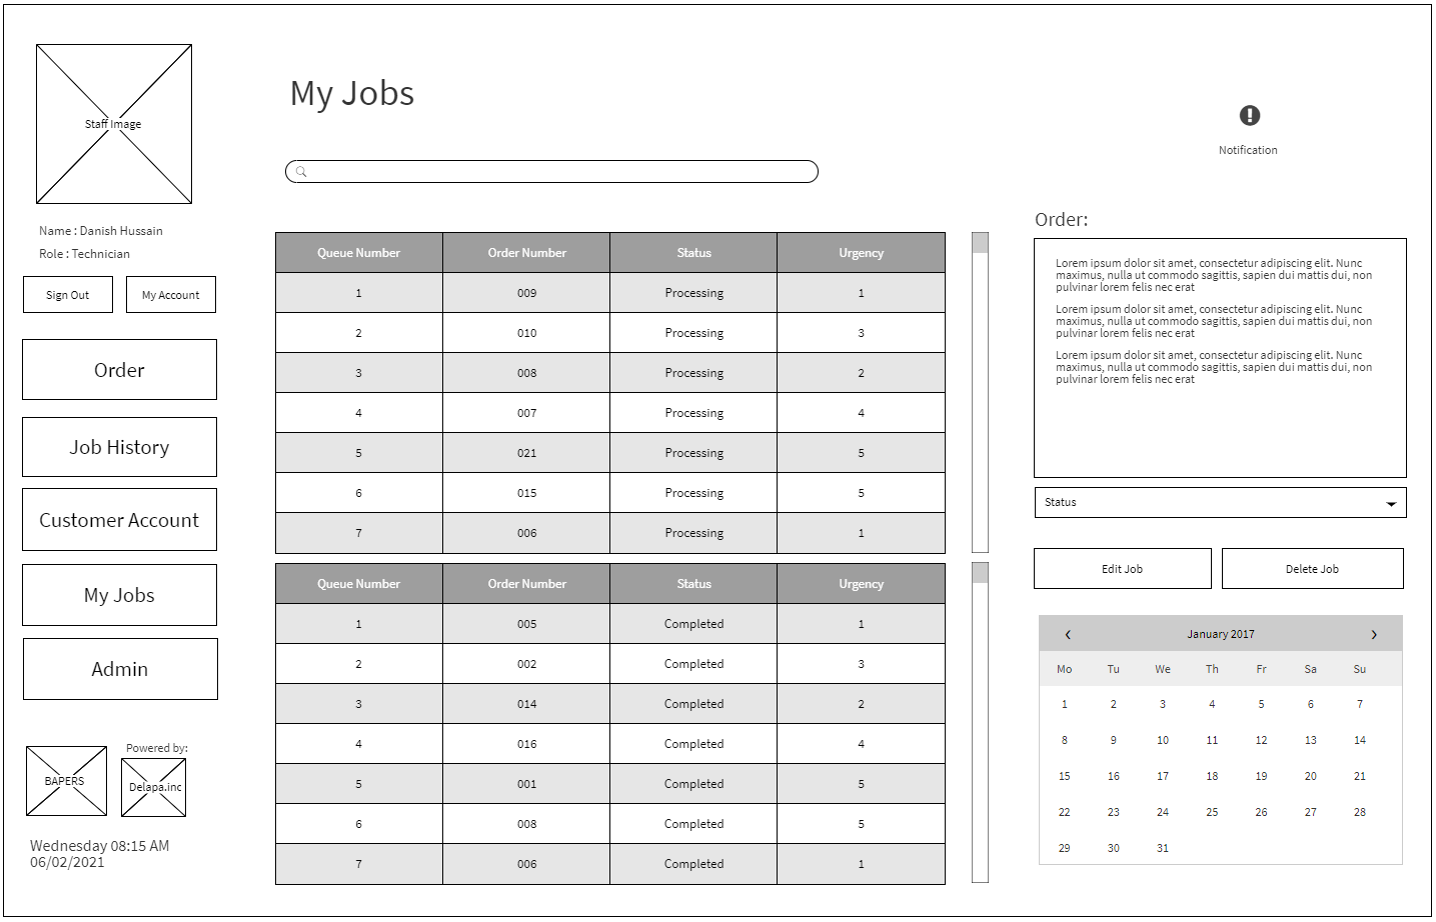 Staff Image
Name : Danish Hussain
Role : Technician
Sign Out
My Account
Order
Job History
Customer Account
My Jobs
Admin
BAPERS
Powered by:
Delapa.inc
Wednesday 08:15 AM
06/02/2021
My Jobs
Queue Number Order Number Status Urgency
1 009 Processing 1
2 010 Processing 3
3 008 Processing 2
4 007 Processing 4
5 021 Processing 5
6 015 Processing 5
7 006 Processing 1
Queue Number Order Number Status Urgency
1 005 Completed 1
2 002 Completed 3
3 014 Completed 2
4 016 Completed 4
5 001 Completed 5
6 008 Completed 5
7 006 Completed 1
Notification
Order:
Lorem ipsum dolor sit amet, consectetur adipiscing elit. Nunc
maximus, nulla ut commodo sagittis, sapien dui mattis dui, non
pulvinar lorem felis nec erat
Lorem ipsum dolor sit amet, consectetur adipiscing elit. Nunc
maximus, nulla ut commodo sagittis, sapien dui mattis dui, non
pulvinar lorem felis nec erat
Lorem ipsum dolor sit amet, consectetur adipiscing elit. Nunc
maximus, nulla ut commodo sagittis, sapien dui mattis dui, non
pulvinar lorem felis nec erat
Status
Edit Job
Delete Job
January 2017
Mo Tu We Th Fr Sa Su
1 2 3 4 5 6 7
8 9 10 11 12 13 14
15 16 17 18 19 20 21
22 23 24 25 26 27 28
29 30 31